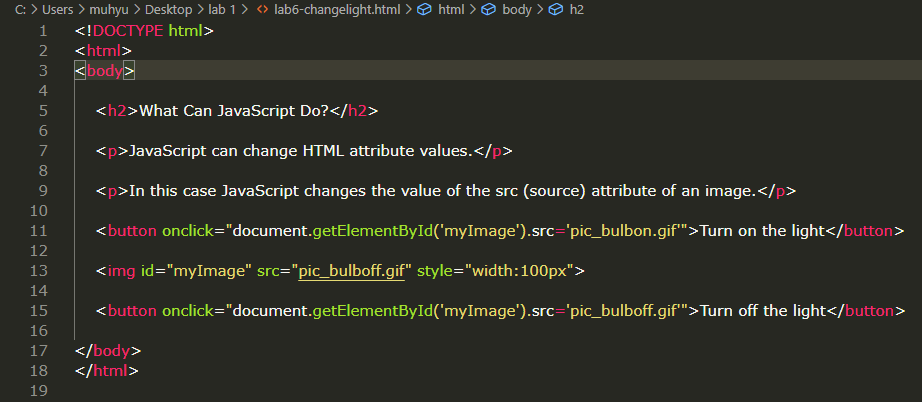 C: > Users > muhyu > Desktop > lab 1 > <> lab6-changelight.html > html > body > h2
1 <!DOCTYPE html>
2 <html>
3 <body>
4
5 <h2>What Can JavaScript Do?</h2>
6
7 <p>JavaScript can change HTML attribute values.</p>
8
9 <p>In this case JavaScript changes the value of the src (source) attribute of an image.</p>
10
11 <button onclick="document.getElementById('myImage').src='pic_bulbon.gif'">Turn on the light</button>
12
13 <img id="myImage" src="pic_bulboff.gif" style="width:100px">
14
15 <button onclick="document.getElementById('myImage').src='pic_bulboff.gif'">Turn off the light</button>
16
17 </body>
18 </html>
19